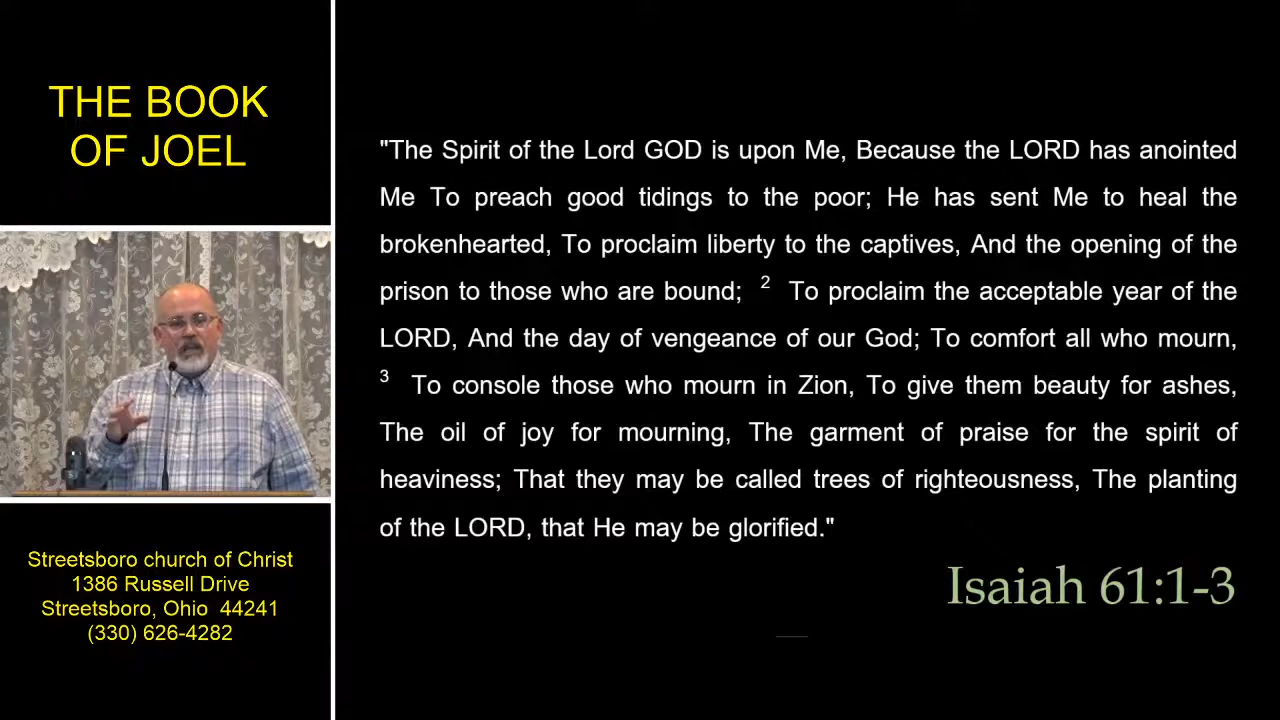 THE BOOK
OF JOEL
"The Spirit of the Lord GOD is upon Me, Because the LORD has anointed
Me To preach good tidings to the poor; He has sent Me to heal the
brokenhearted, To proclaim liberty to the captives, And the opening of the
prison to those who are bound; 2 To proclaim the acceptable year of the
LORD, And the day of vengeance of our God; To comfort all who mourn,
3 To console those who mourn in Zion, To give them beauty for ashes,
The oil of joy for mourning, The garment of praise for the spirit of
heaviness; That they may be called trees of righteousness, The planting
of the LORD, that He may be glorified."
Isaiah 61:1-3
Streetsboro church of Christ
1386 Russell Drive
Streetsboro, Ohio 44241
(330) 626-4282